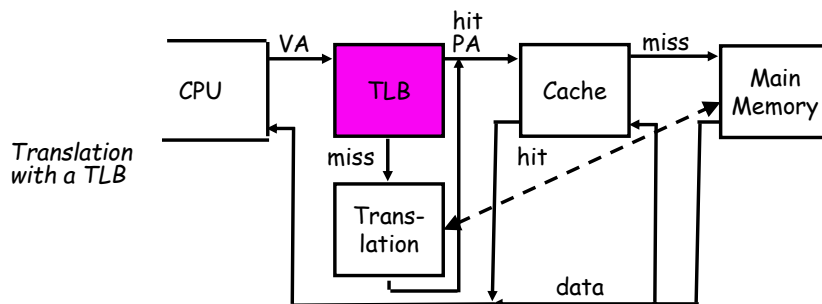 hit
VA
PA
miss
CPU
TLB
Cache
Main
Memory
Translation
with a TLB
miss
hit
Trans-
lation
data